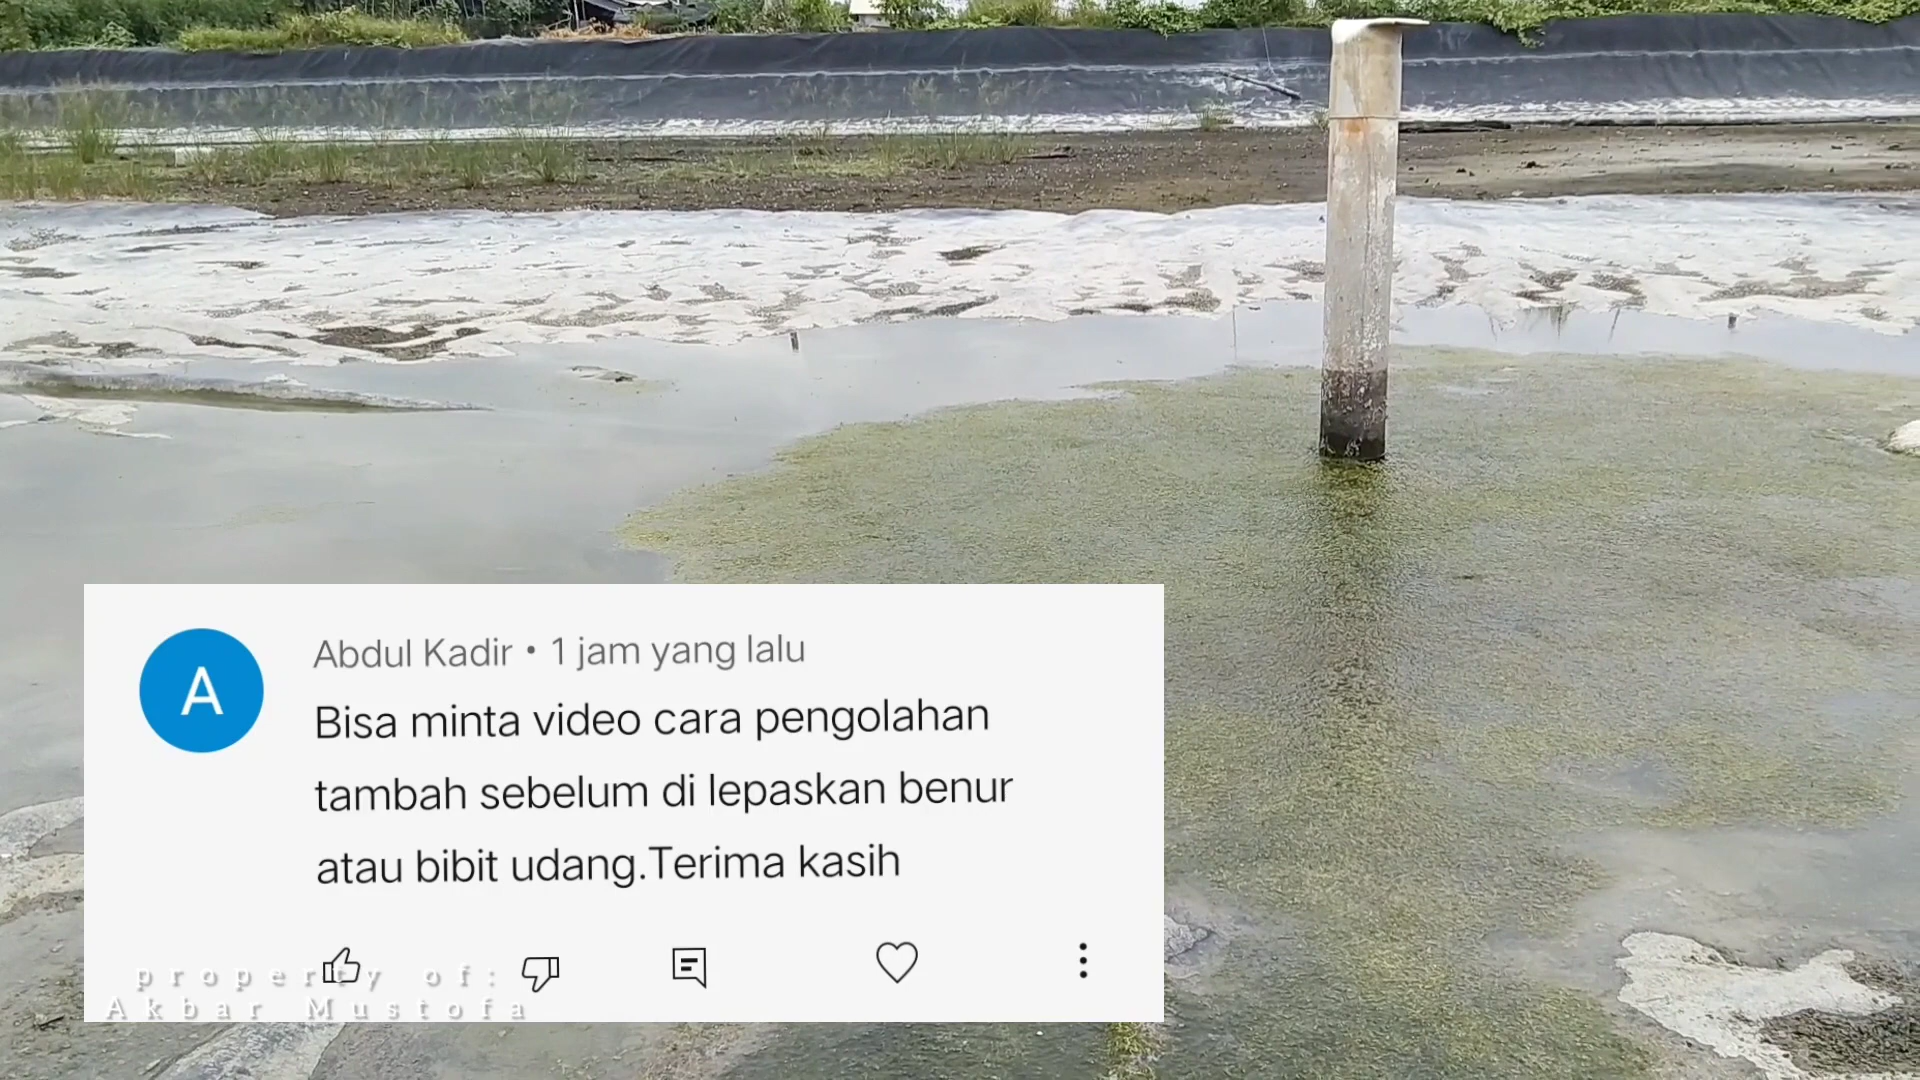 A
Abdul Kadir • 1 jam yang lalu
Bisa minta video cara pengolahan
tambah sebelum di lepaskan benur
atau bibit udang.Terima kasih
property of:
Akbar Mustofa